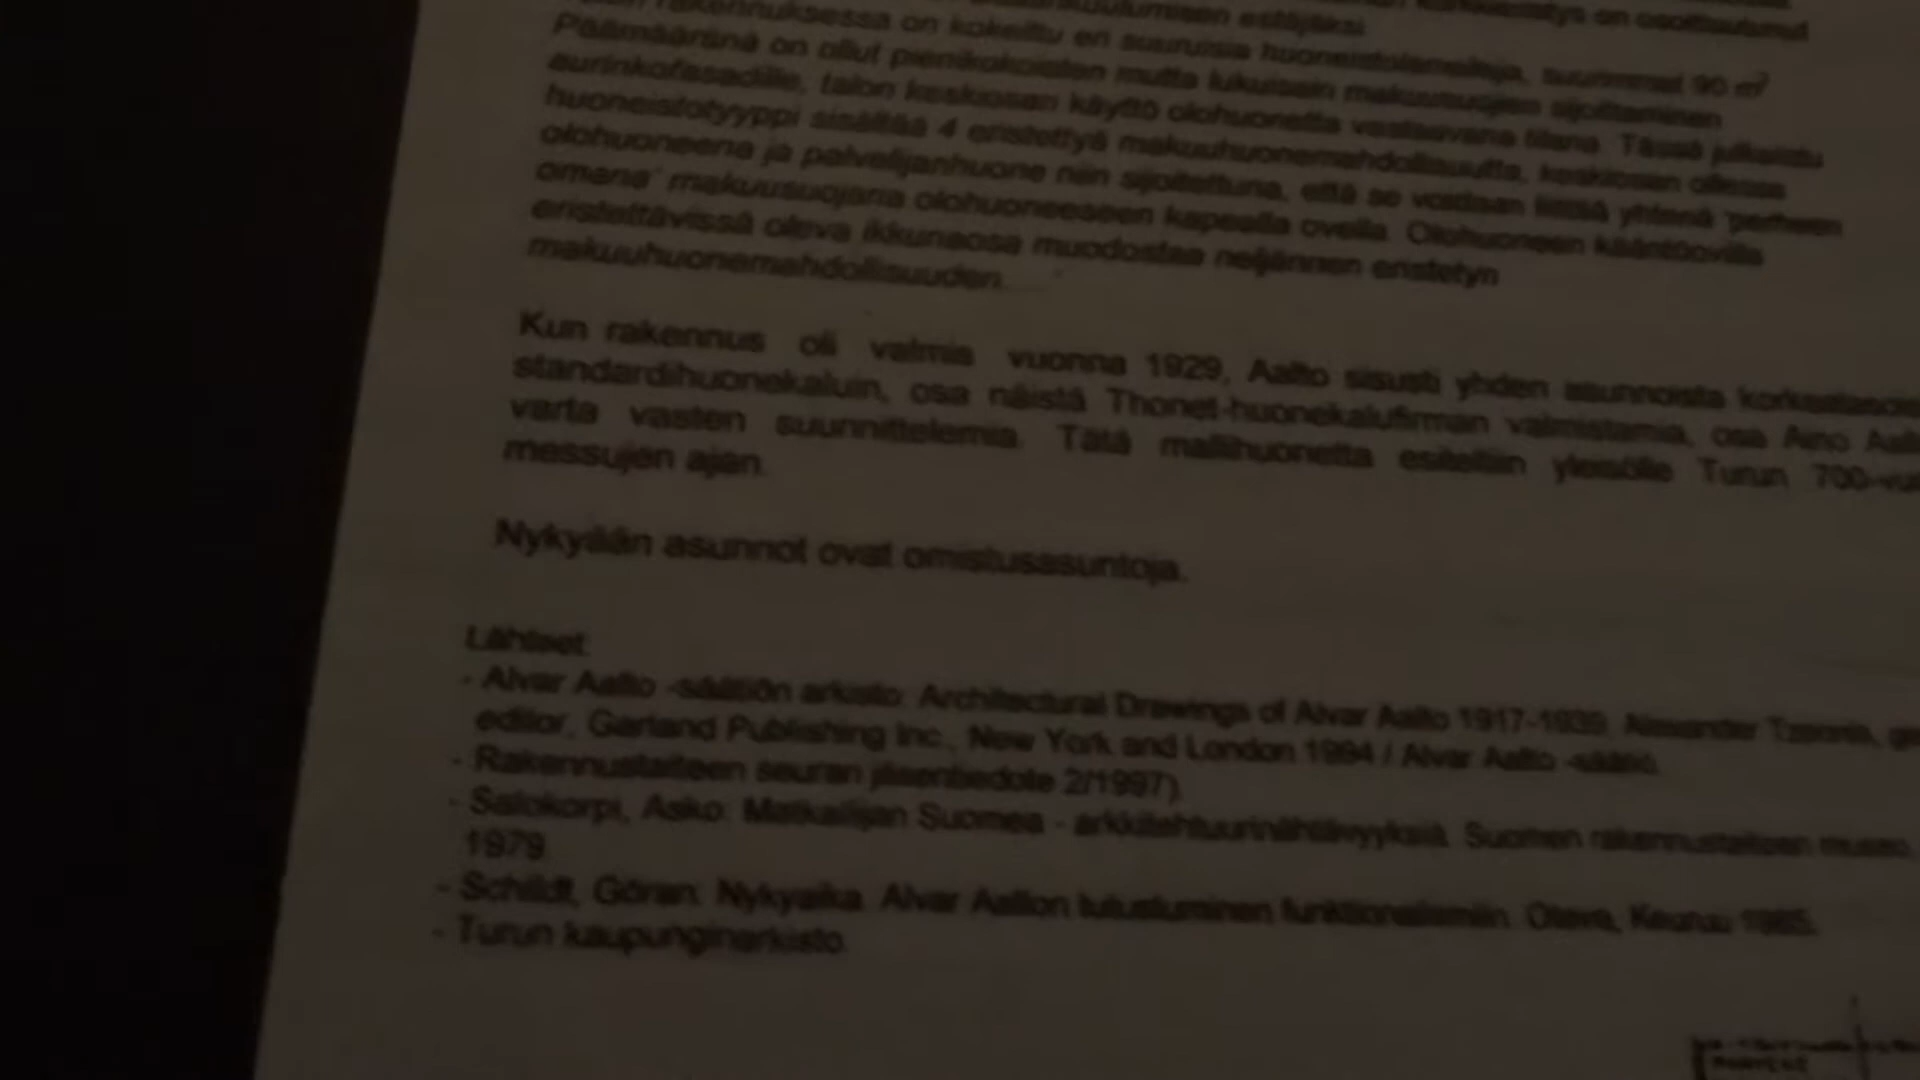 rakennuksessa on kokeiltu eri suuruisia huoneistolamelleja, suurimmat 90 m²
Päämääränä on ollut pienikokoisten mutta lukuisain makuusuojain sijoittaminen
aurinkofasadille, talon keskiosan käyttö olohuonetta vastaavana tilana. Tässä julkaistu
huoneistotyyppi sisältää 4 eristettyä makuuhuonemahdollisuutta, keskiosan ollessa
olohuoneena ja palvelijanhuone niin sijoitettuna, että se voidaan liittää yhtenä "perheen
omana" makuusuojana olohuoneeseen kapealla ovella. Olohuoneen kääntöovilla
eristettävissä oleva ikkunaosa muodostaa neljännen eristetyn
makuuhuonemahdollisuuden.
Kun rakennus oli valmis vuonna 1929, Aalto sisusti yhden asunnoista
standardihuonekaluin, osa näistä Thonet-huonekalufirman valmistamia, osa Aino
varta vasten suunnittelemia. Tätä mallihuonetta esiteltiin yleisölle Turun
messujen ajan.
Nykyään asunnot ovat omistusasuntoja.
Lähteet:
- Alvar Aalto -säätiön arkisto: Architectural Drawings of Alvar Aalto 1917-1939, Alexander Tzonis,
editor, Garland Publishing Inc., New York and London 1994 / Alvar Aalto -säätiö.
- Rakennustaiteen seuran jäsentiedote 2/1997).
- Salokorpi, Asko: Matkailijan Suomea - arkkitehtuurinähtävyyksiä. Suomen rakennustaiteen museo,
1979.
- Schildt, Göran: Nykyaika. Alvar Aallon tutustuminen funktionalismiin. Otava, Keuruu 1985.
- Turun kaupunginarkisto.